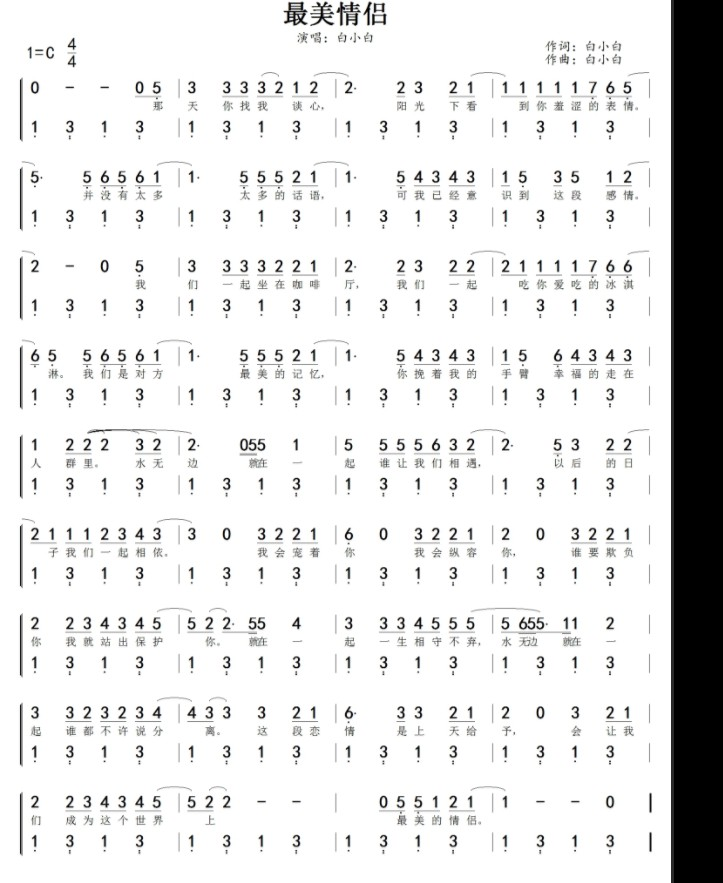 最美情侣
演唱：白小白
1=C 4/4
作词：白小白
作曲：白小白
0 - - 0 5 | 3 3 3 3 2 1 2 | 2· 2 3 2 1 | 1 1 1 1 1 7 6 5 |
那 天 你 找 我 谈 心， 阳 光 下 看 到 你 羞 涩 的 表 情。
1 3 1 3 | 1 3 1 3 | 1 3 1 3 | 1 3 1 3 |
5· 5 6 5 6 1 | 1· 5 5 5 2 1 | 1· 5 4 3 4 3 | 1 5 3 5 1 2 |
并 没 有 太 多 太 多 的 话 语， 可 我 已 经 意 识 到 这 段 感 情。
1 3 1 3 | 1 3 1 3 | 1 3 1 3 | 1 3 1 3 |
2 - 0 5 | 3 3 3 3 2 2 1 | 2· 2 3 2 2 | 2 1 1 1 1 7 6 6 |
我 们 一 起 坐 在 咖 啡 厅， 我 们 一 起 吃 你 爱 吃 的 冰 淇
1 3 1 3 | 1 3 1 3 | 1 3 1 3 | 1 3 1 3 |
6 5 5 6 5 6 1 | 1· 5 5 5 2 1 | 1· 5 4 3 4 3 | 1 5 6 4 3 4 3 |
淋。 我 们 是 对 方 最 美 的 记 忆， 你 挽 着 我 的 手 臂 幸 福 的 走 在
1 3 1 3 | 1 3 1 3 | 1 3 1 3 | 1 3 1 3 |
1 2 2 2 3 2 | 2· 055 1 | 5 5 5 5 6 3 2 | 2· 5 3 2 2 |
人 群 里。 水 无 边 就在 一 起 谁 让 我 们 相 遇， 以 后 的 日
1 3 1 3 | 1 3 1 3 | 1 3 1 3 | 1 3 1 3 |
2 1 1 1 2 3 4 3 | 3 0 3 2 2 1 | 6 0 3 2 2 1 | 2 0 3 2 2 1 |
子 我 们 一 起 相 依。 我 会 宠 着 你 我 会 纵 容 你， 谁 要 欺 负
1 3 1 3 | 1 3 1 3 | 1 3 1 3 | 1 3 1 3 |
2 2 3 4 3 4 5 | 5 2 2· 55 4 | 3 3 3 4 5 5 5 | 5 655· 11 2 |
你 我 就 站 出 保 护 你。 就在 一 起 一 生 相 守 不 弃， 水 无边 就在 一
1 3 1 3 | 1 3 1 3 | 1 3 1 3 | 1 3 1 3 |
3 3 2 3 2 3 4 | 4 3 3 3 2 1 | 6· 3 3 2 1 | 2 0 3 2 1 |
起 谁 都 不 许 说 分 离。 这 段 恋 情 是 上 天 给 予， 会 让 我
1 3 1 3 | 1 3 1 3 | 1 3 1 3 | 1 3 1 3 |
2 2 3 4 3 4 5 | 5 2 2 - - | 0 5 5 1 2 1 | 1 - - 0 |
们 成 为 这 个 世 界 上 最 美 的 情 侣。
1 3 1 3 | 1 3 1 3 | 1 3 1 3 | 1 3 1 3 |